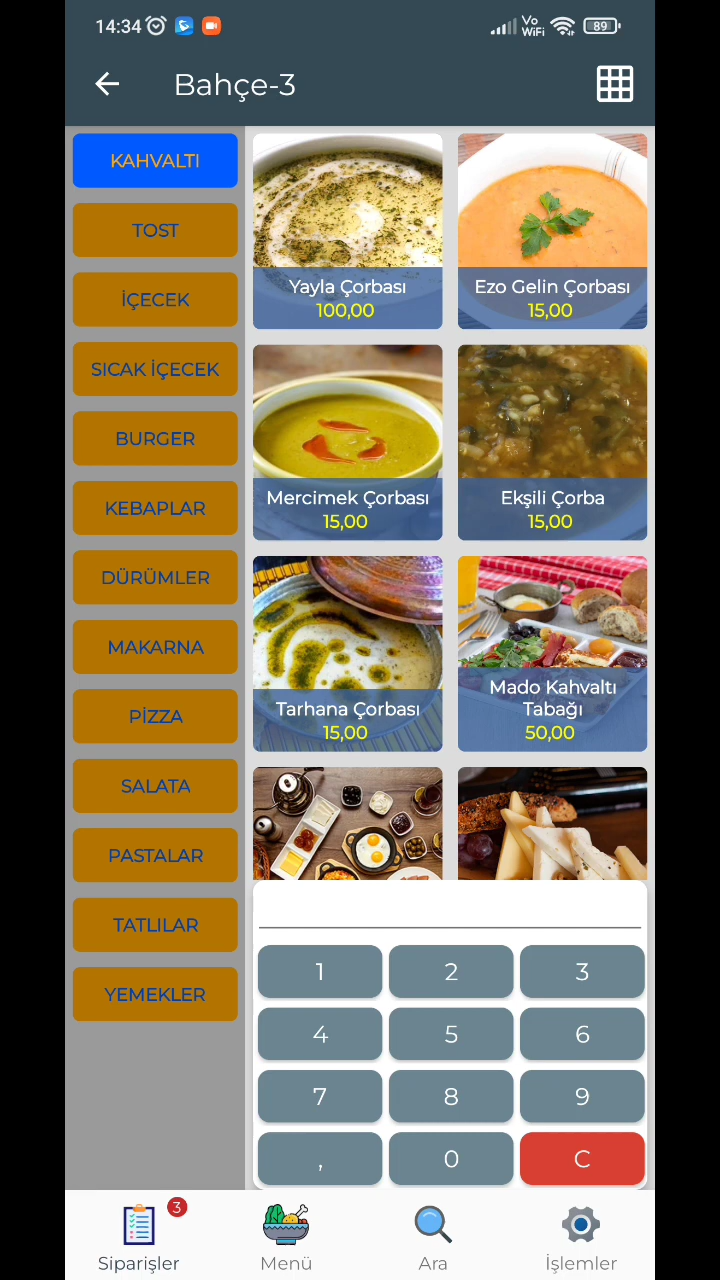 14:34 Vo WiFi 89
Bahçe-3
KAHVALTI
TOST
İÇECEK
SICAK İÇECEK
BURGER
KEBAPLAR
DÜRÜMLER
MAKARNA
PİZZA
SALATA
PASTALAR
TATLILAR
YEMEKLER
Yayla Çorbası
100,00
Ezo Gelin Çorbası
15,00
Mercimek Çorbası
15,00
Ekşili Çorba
15,00
Tarhana Çorbası
15,00
Mado Kahvaltı
Tabağı
50,00
1 2 3
4 5 6
7 8 9
, 0 C
3
Siparişler Menü Ara İşlemler